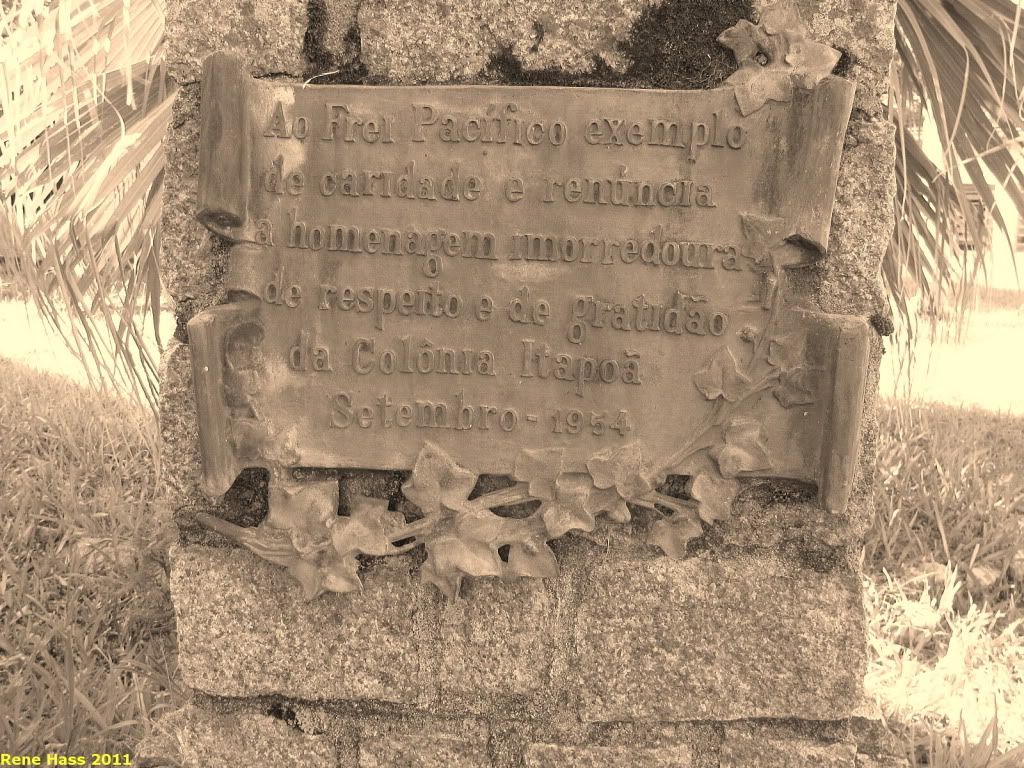 Ao Frei Pacífico exemplo
de caridade e renúncia
a homenagem imorredoura
de respeito e de gratidão
da Colônia Itapoã
Setembro - 1954
Rene Hass 2011